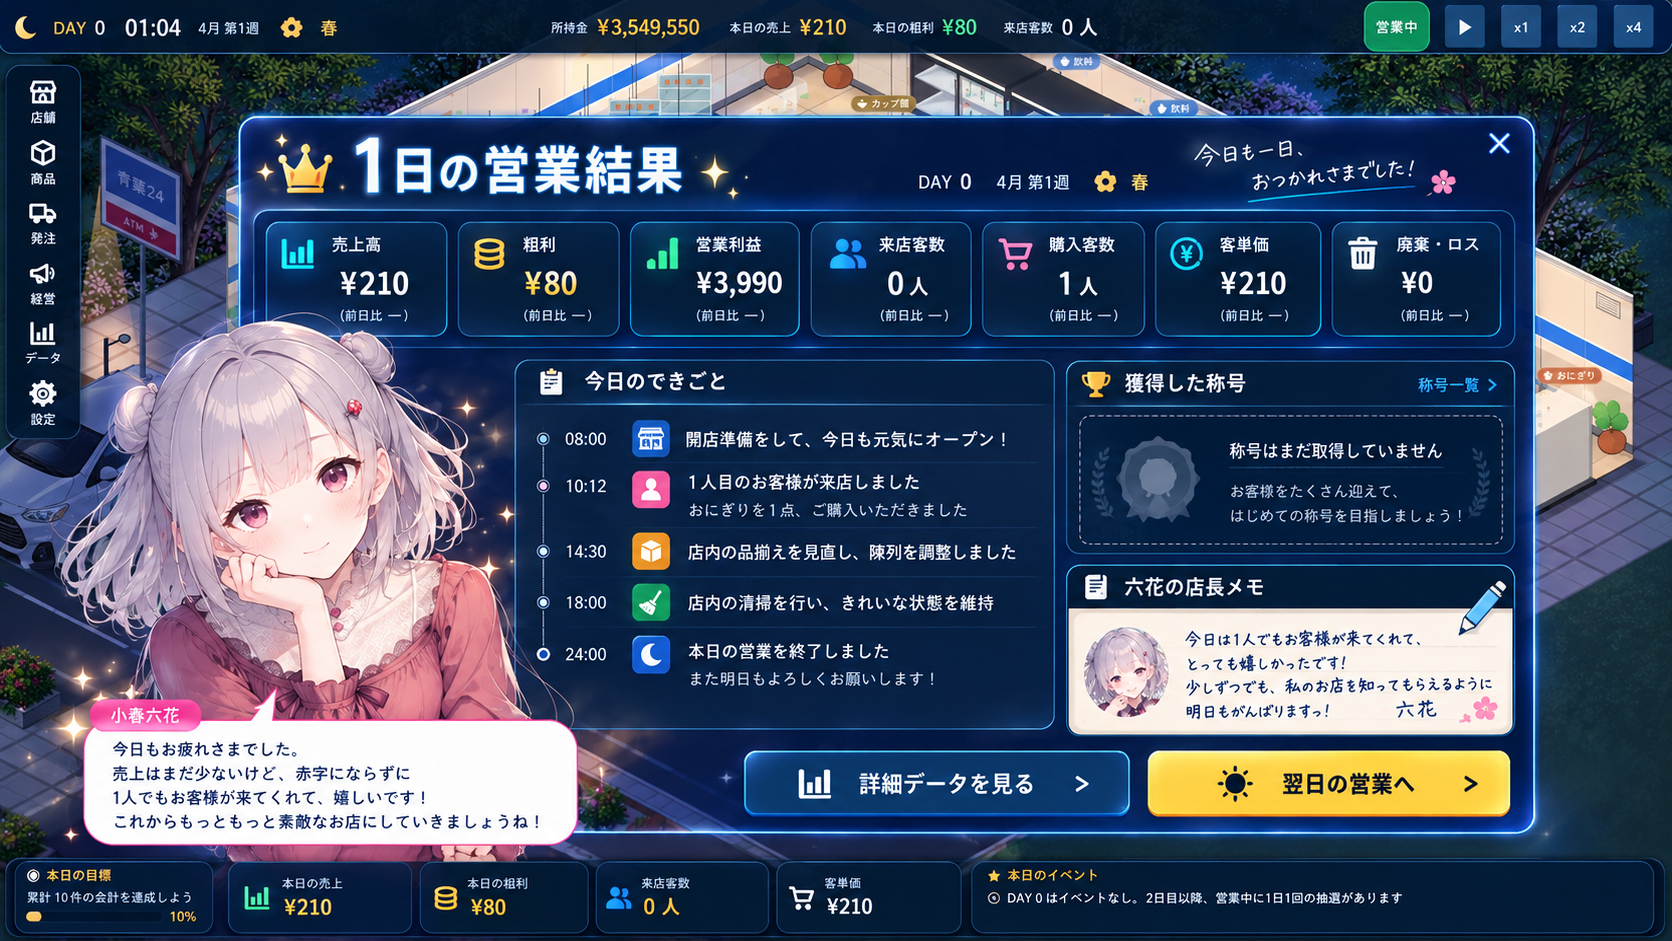 DAY 0 01:04 4月 第1週 春
所持金 ¥3,549,550 本日の売上 ¥210 本日の粗利 ¥80 来店客数 0 人
営業中 x1 x2 x4
店舗
商品
発注
経営
データ
設定
青葉24
ATM
飲料
カップ麺
飲料
おにぎり
1日の営業結果
DAY 0 4月 第1週 春
今日も一日、
おつかれさまでした!
売上高
¥210
(前日比 ー)
粗利
¥80
(前日比 ー)
営業利益
¥3,990
(前日比 ー)
来店客数
0 人
(前日比 ー)
購入客数
1 人
(前日比 ー)
客単価
¥210
(前日比 ー)
廃棄・ロス
¥0
(前日比 ー)
今日のできごと
08:00 開店準備をして、今日も元気にオープン!
10:12 1人目のお客様が来店しました
おにぎりを1点、ご購入いただきました
14:30 店内の品揃えを見直し、陳列を調整しました
18:00 店内の清掃を行い、きれいな状態を維持
24:00 本日の営業を終了しました
また明日もよろしくお願いします!
獲得した称号 称号一覧 >
称号はまだ取得していません
お客様をたくさん迎えて、
はじめての称号を目指しましょう!
六花の店長メモ
今日は1人でもお客様が来てくれて、
とっても嬉しかったです!
少しずつでも、私のお店を知ってもらえるように
明日もがんばりますっ! 六花
小春六花
今日もお疲れさまでした。
売上はまだ少ないけど、赤字にならずに
1人でもお客様が来てくれて、嬉しいです!
これからもっともっと素敵なお店にしていきましょうね!
詳細データを見る >
翌日の営業へ >
本日の目標
累計10件の会計を達成しよう
10%
本日の売上
¥210
本日の粗利
¥80
来店客数
0 人
客単価
¥210
本日のイベント
DAY 0 はイベントなし。2日目以降、営業中に1日1回の抽選があります